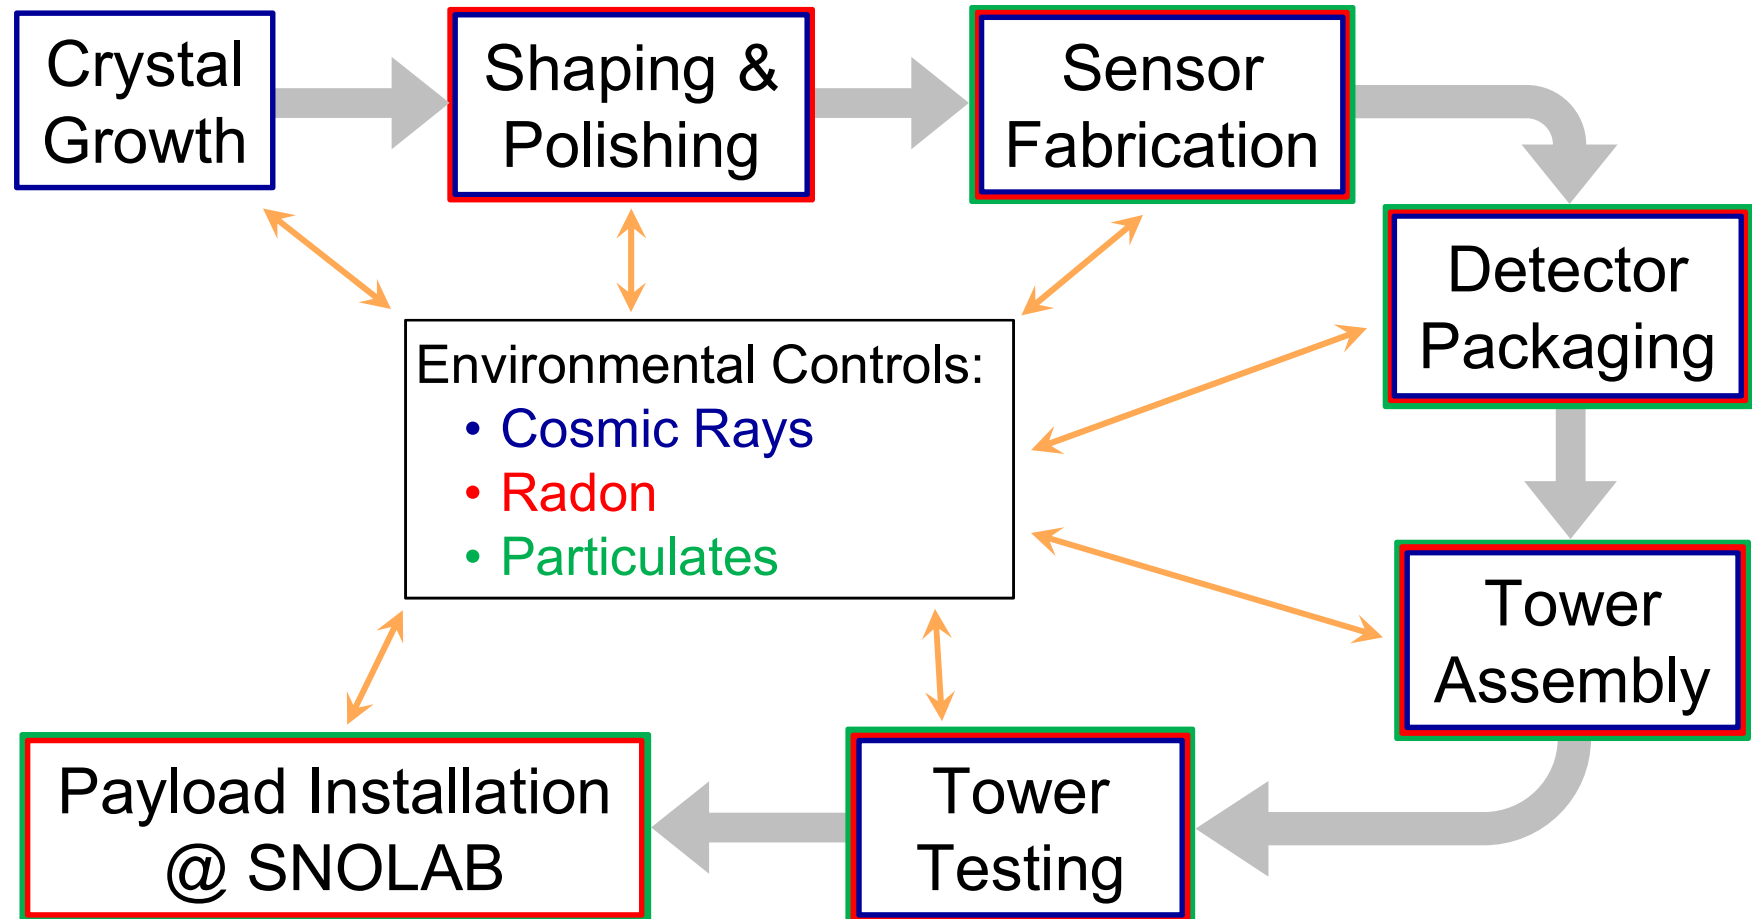 Crystal
Growth
Shaping &
Polishing
Sensor
Fabrication
Detector
Packaging
Environmental Controls:
• Cosmic Rays
• Radon
• Particulates
Tower
Assembly
Payload Installation
@ SNOLAB
Tower
Testing